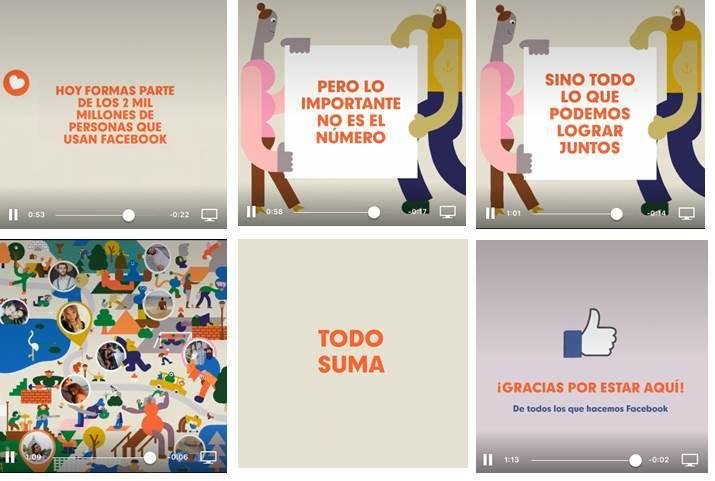 HOY FORMAS PARTE
DE LOS 2 MIL
MILLONES DE
PERSONAS QUE
USAN FACEBOOK
0:53
-0:22
PERO LO
IMPORTANTE
NO ES EL
NÚMERO
0:58
-0:17
SINO TODO
LO QUE
PODEMOS
LOGRAR
JUNTOS
1:01
-0:14
1:09
-0:06
TODO
SUMA
¡GRACIAS POR ESTAR AQUÍ!
De todos los que hacemos Facebook
1:13
-0:02